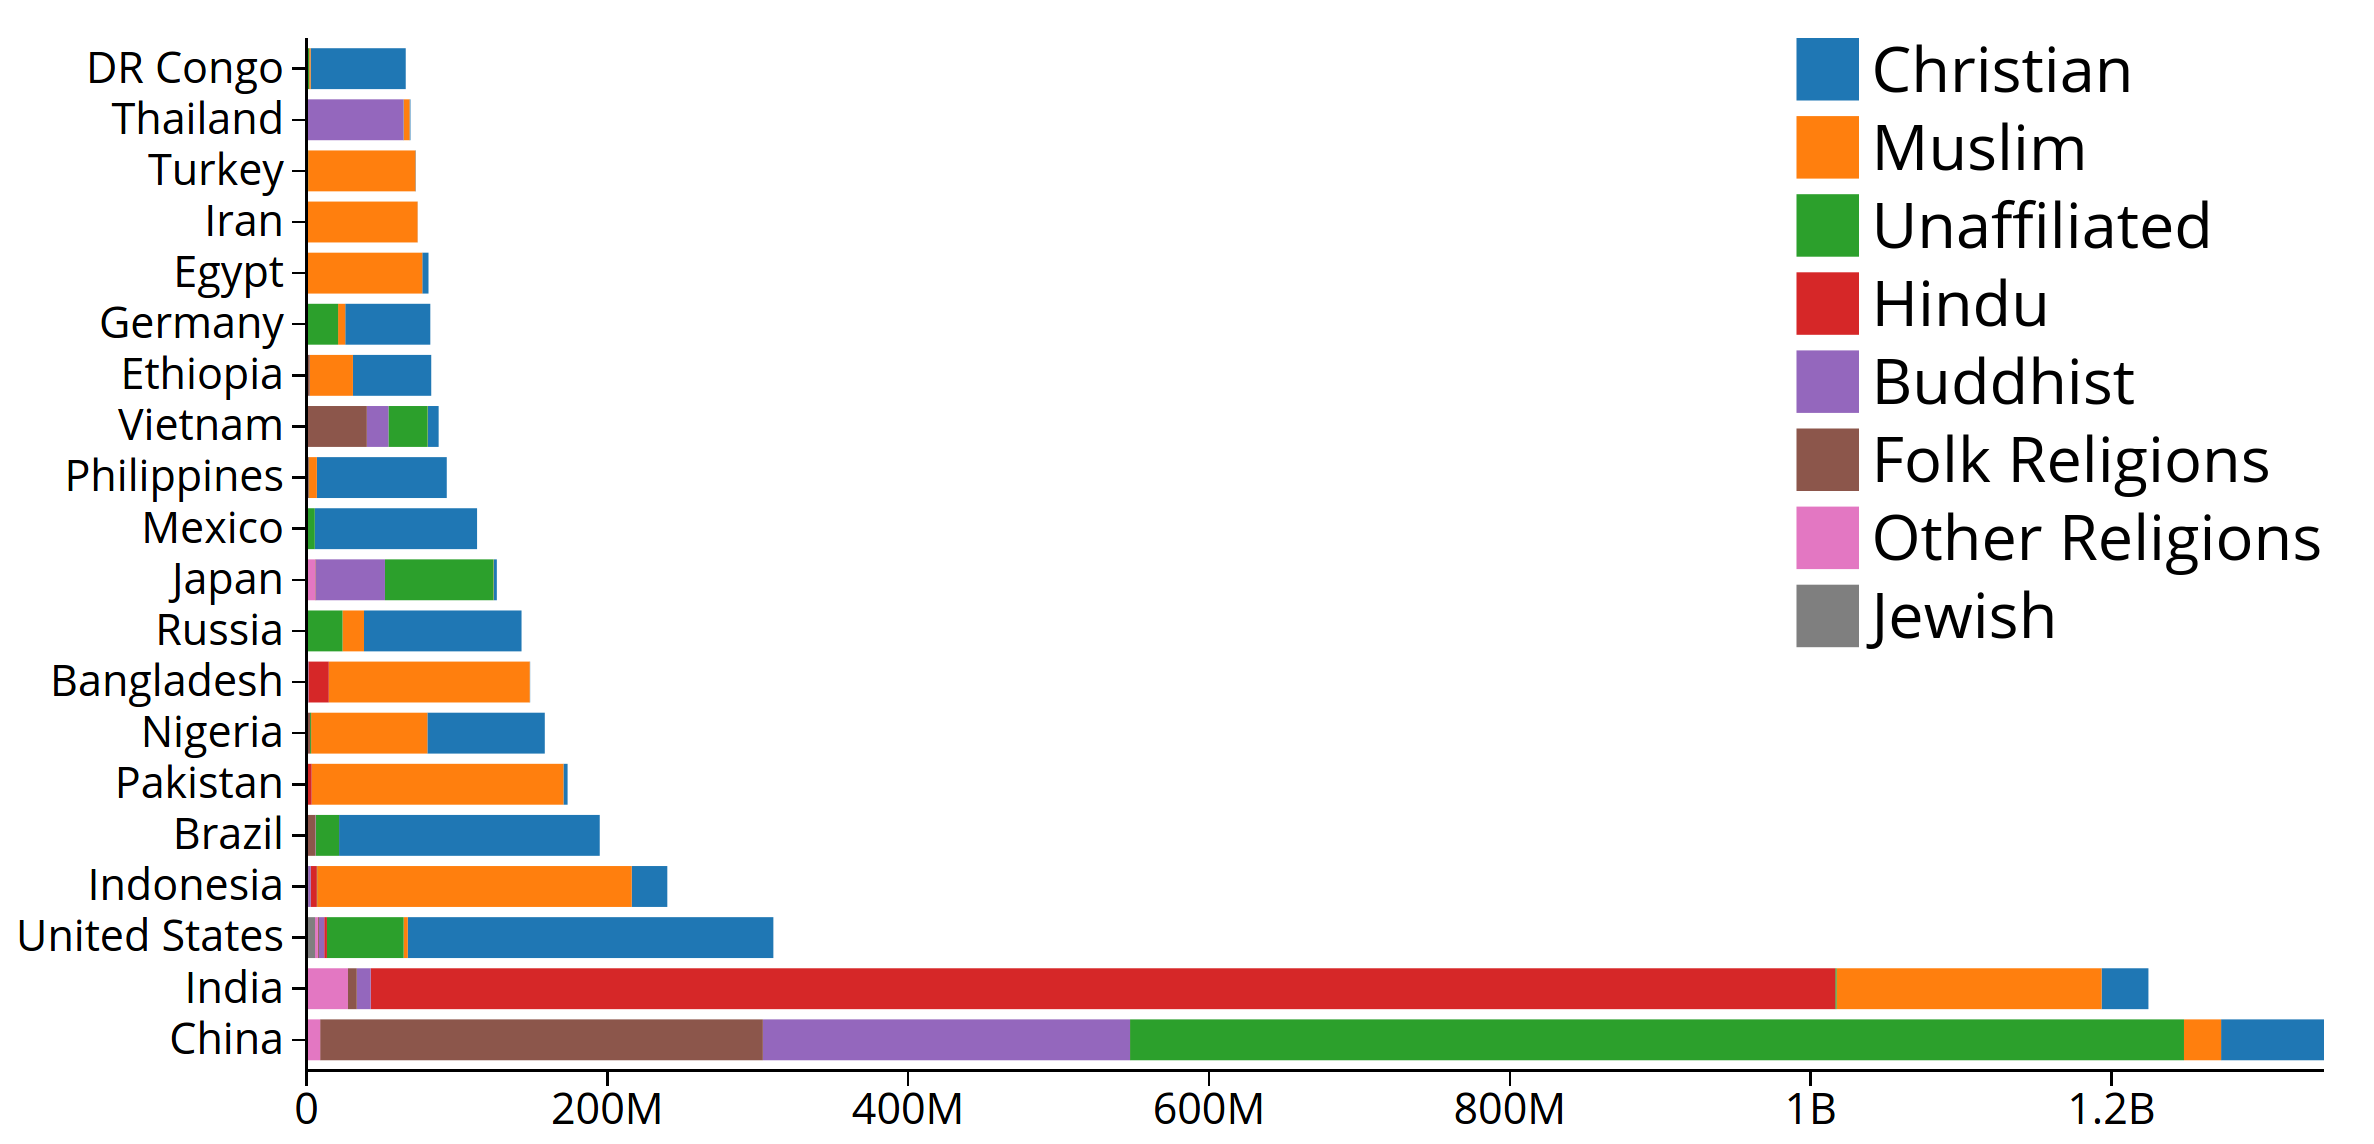 DR Congo
Thailand
Turkey
Iran
Egypt
Germany
Ethiopia
Vietnam
Philippines
Mexico
Japan
Russia
Bangladesh
Nigeria
Pakistan
Brazil
Indonesia
United States
India
China
0 200M 400M 600M 800M 1B 1.2B
Christian
Muslim
Unaffiliated
Hindu
Buddhist
Folk Religions
Other Religions
Jewish